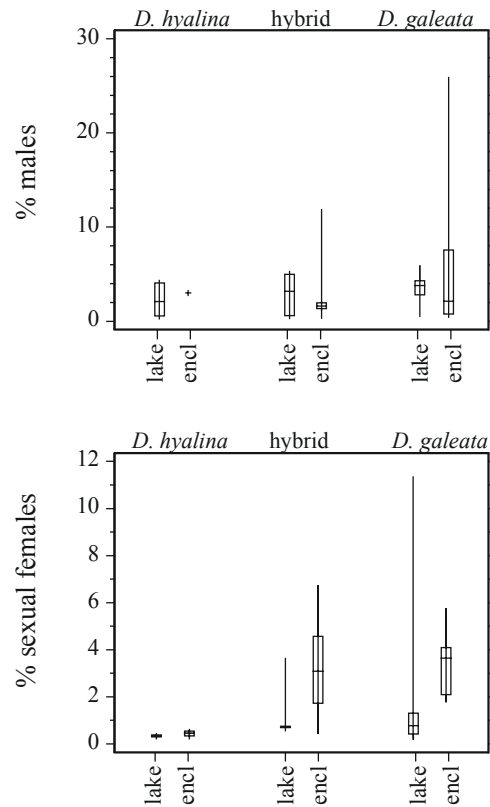 D. hyalina hybrid D. galeata
30
20
10
0
% males
lake encl lake encl lake encl
D. hyalina hybrid D. galeata
12
10
8
6
4
2
0
% sexual females
lake encl lake encl lake encl